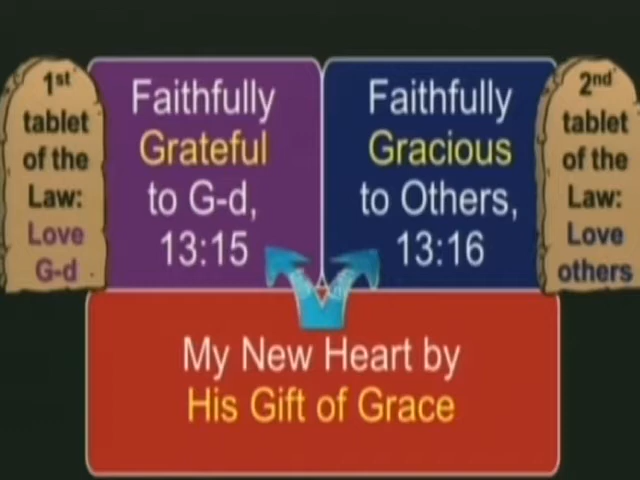 1st
tablet
of the
Law:
Love
G-d
Faithfully
Grateful
to G-d,
13:15
Faithfully
Gracious
to Others,
13:16
2nd
tablet
of the
Law:
Love
others
My New Heart by
His Gift of Grace